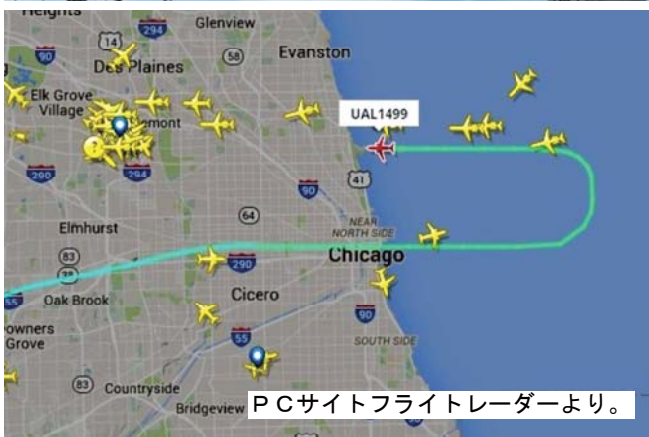 Heights
Glenview
294
14
90
58
Evanston
Des Plaines
UAL1499
Elk Grove
Village
?
290
294
90
41
64
NEAR
NORTH SIDE
Elmhurst
Chicago
83
290
38
55
Oak Brook
Cicero
90
owners
Grove
55
SOUTH SIDE
83
Countryside
Bridgeview
PCサイトフライトレーダーより。